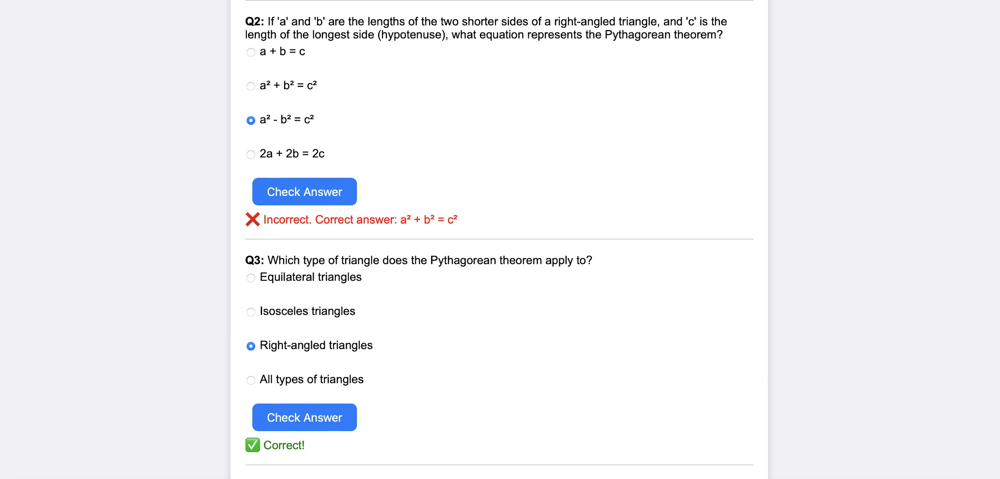 Q2: If 'a' and 'b' are the lengths of the two shorter sides of a right-angled triangle, and 'c' is the
length of the longest side (hypotenuse), what equation represents the Pythagorean theorem?
a + b = c
a² + b² = c²
a² - b² = c²
2a + 2b = 2c
Check Answer
❌ Incorrect. Correct answer: a² + b² = c²
Q3: Which type of triangle does the Pythagorean theorem apply to?
Equilateral triangles
Isosceles triangles
Right-angled triangles
All types of triangles
Check Answer
✅ Correct!